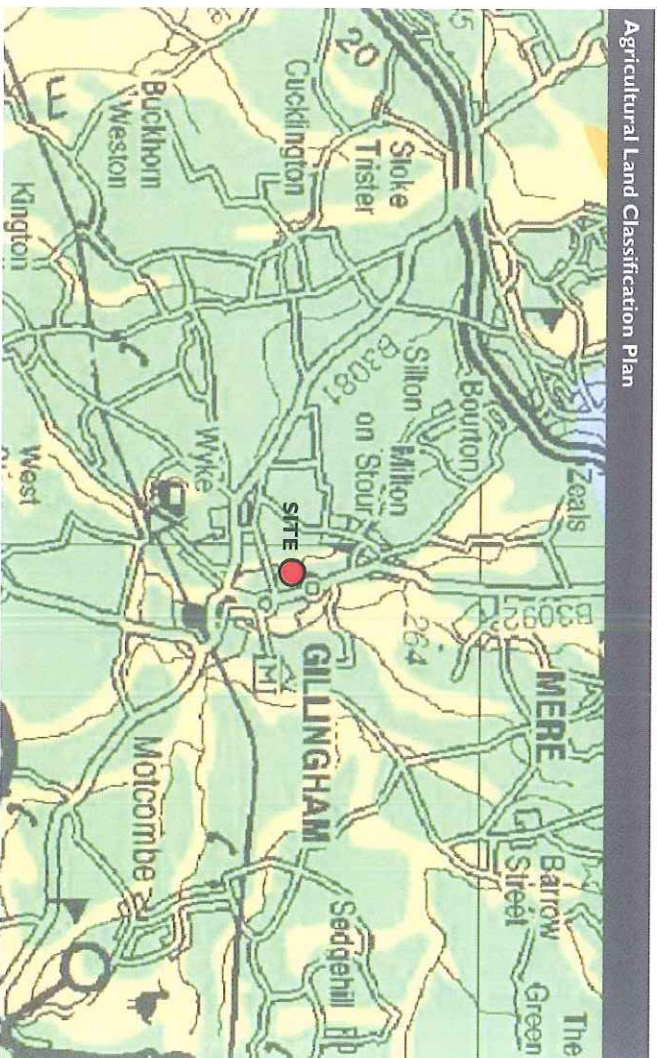 Agricultural Land Classification Plan
Zeals
The
Green
B3092
MERE
Barrow
Street
Bourton
Silton
Milton
on Stour
Stoke
Trister
264
B3081
20
Sedgehill
GILLINGHAM
Cucklington
SITE
Wyke
Buckhorn
Weston
Motcombe
Kington
West